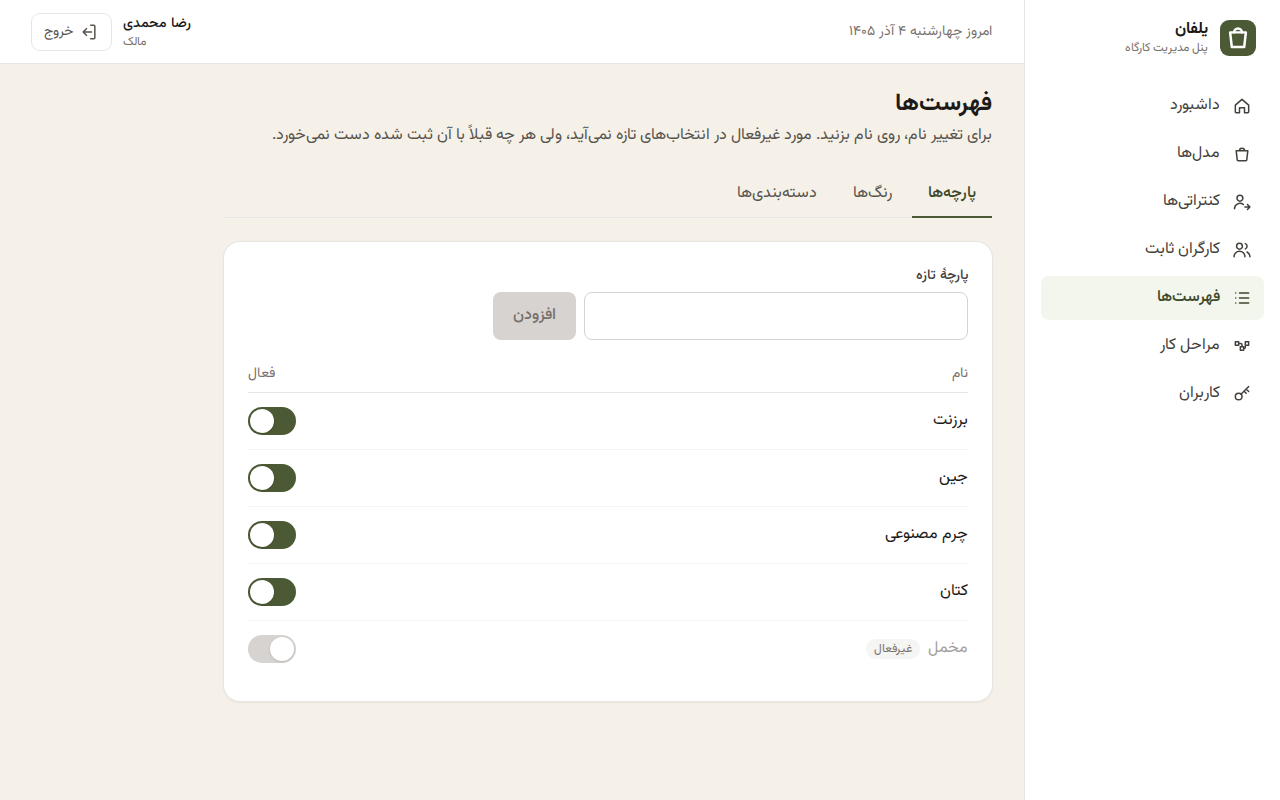 یلفان
پنل مدیریت کارگاه
داشبورد
مدل‌ها
کنتراتی‌ها
کارگران ثابت
فهرست‌ها
مراحل کار
کاربران
امروز چهارشنبه ۴ آذر ۱۴۰۵
رضا محمدی
مالک
خروج
فهرست‌ها
برای تغییر نام، روی نام بزنید. مورد غیرفعال در انتخاب‌های تازه نمی‌آید، ولی هر چه قبلاً با آن ثبت شده دست نمی‌خورد.
پارچه‌ها
رنگ‌ها
دسته‌بندی‌ها
پارچهٔ تازه
افزودن
نام
فعال
برزنت
جین
چرم مصنوعی
کتان
مخمل غیرفعال